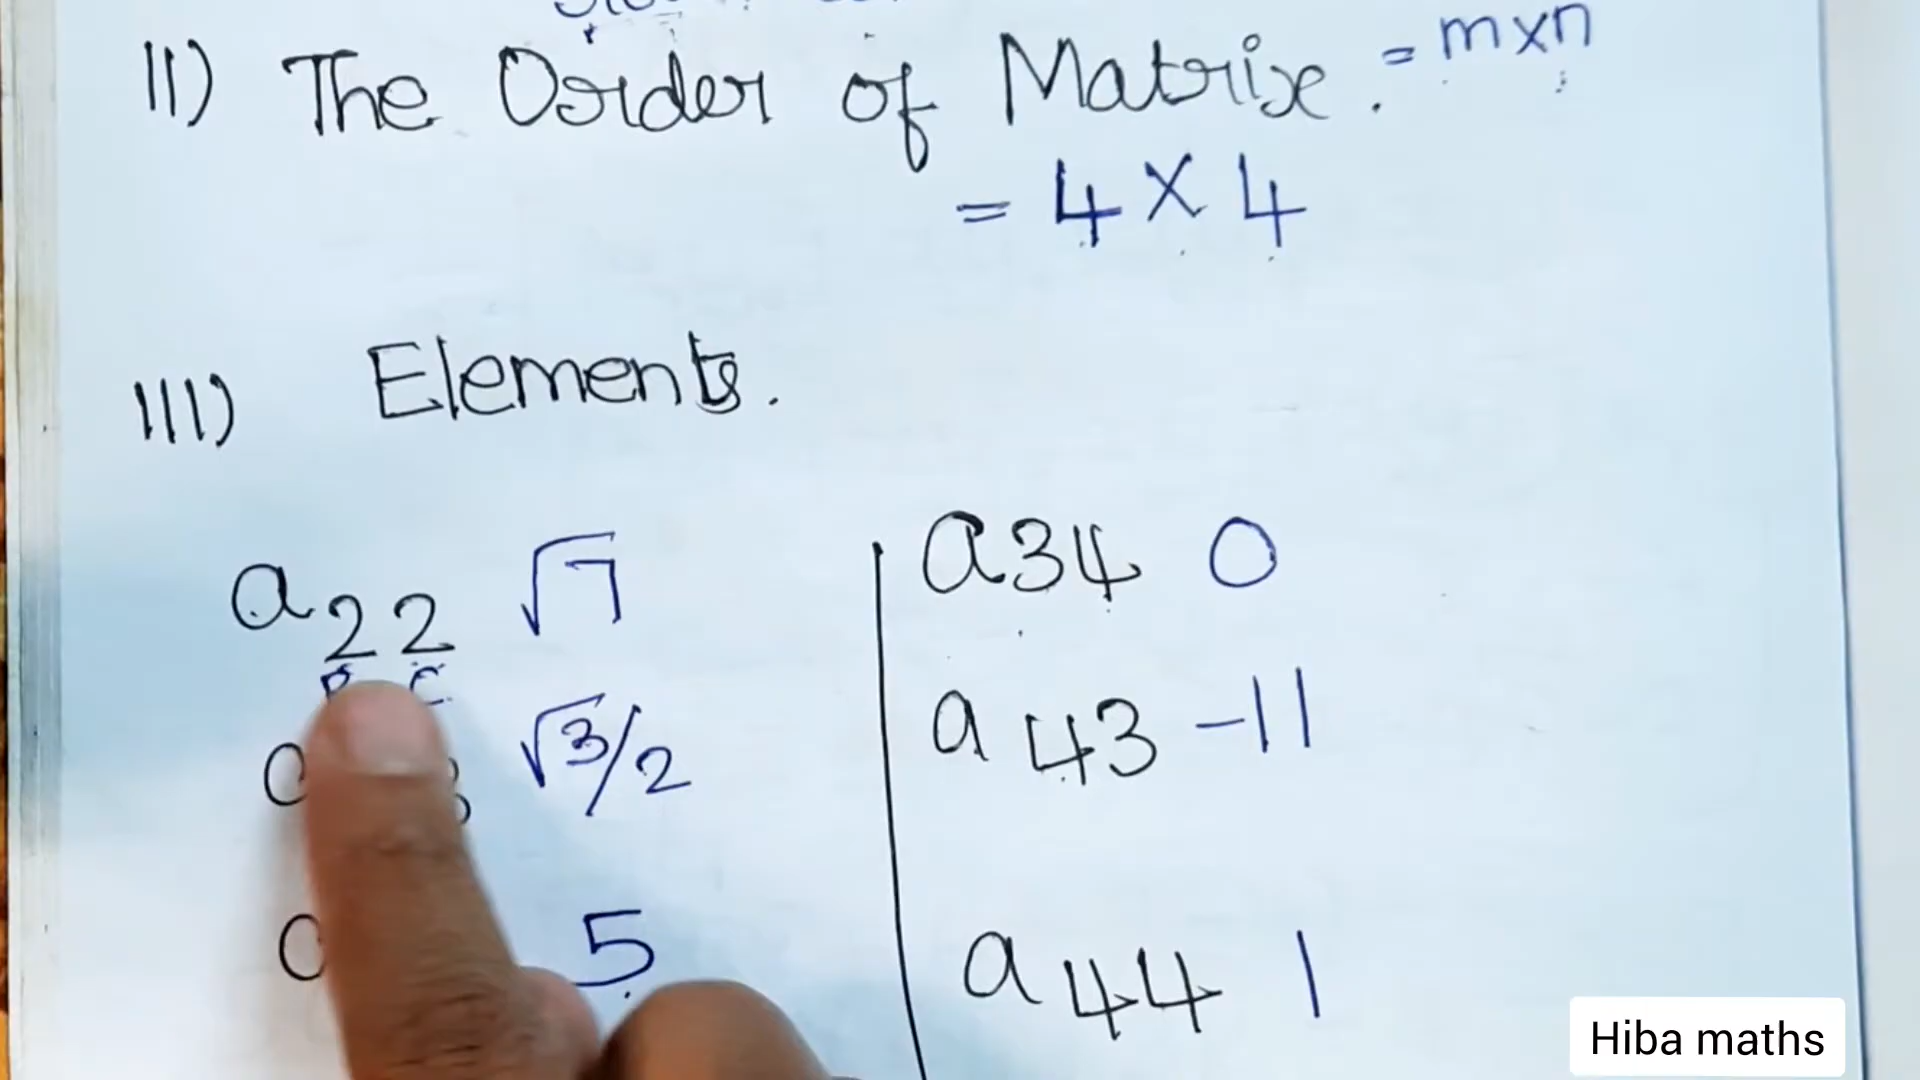 II) The Order of Matrix. = m×n
= 4 × 4
III) Elements.
a22 √7
R C
√3/2
5
a34 0
a43 -11
a44 1
Hiba maths